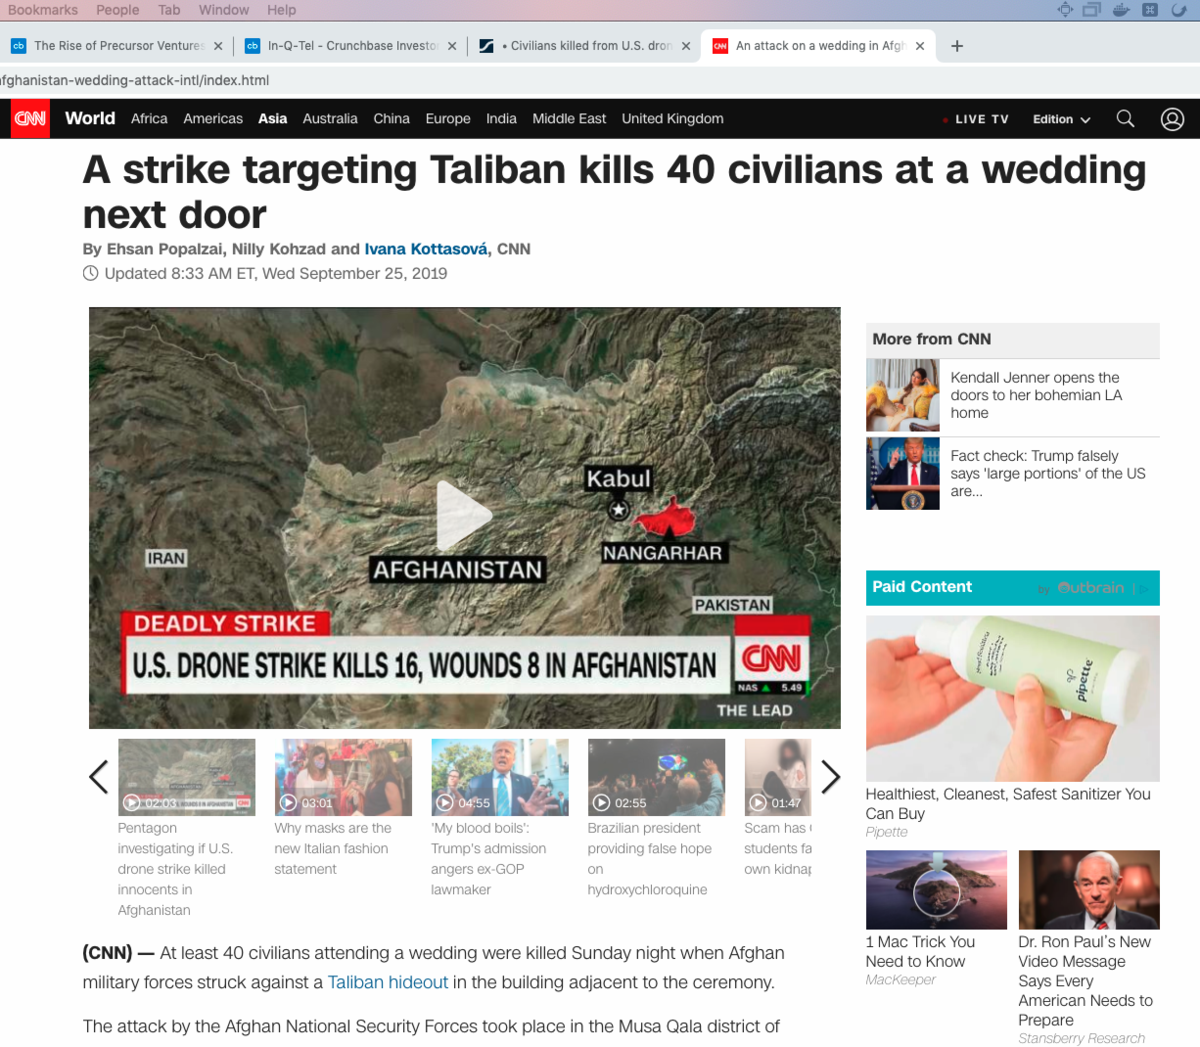 Bookmarks People Tab Window Help
The Rise of Precursor Ventures
In-Q-Tel - Crunchbase Investo
• Civilians killed from U.S. dron
An attack on a wedding in Afgh
fghanistan-wedding-attack-intl/index.html
CNN World Africa Americas Asia Australia China Europe India Middle East United Kingdom LIVE TV Edition
A strike targeting Taliban kills 40 civilians at a wedding
next door
By Ehsan Popalzai, Nilly Kohzad and Ivana Kottasová, CNN
Updated 8:33 AM ET, Wed September 25, 2019
Kabul
NANGARHAR
AFGHANISTAN
IRAN
PAKISTAN
DEADLY STRIKE
U.S. DRONE STRIKE KILLS 16, WOUNDS 8 IN AFGHANISTAN
CNN
NAS ▲ 5.49
THE LEAD
02:03
Pentagon
investigating if U.S.
drone strike killed
innocents in
Afghanistan
03:01
Why masks are the
new Italian fashion
statement
04:55
'My blood boils':
Trump's admission
angers ex-GOP
lawmaker
02:55
Brazilian president
providing false hope
on
hydroxychloroquine
01:47
Scam has
students fa
own kidnap
(CNN) — At least 40 civilians attending a wedding were killed Sunday night when Afghan
military forces struck against a Taliban hideout in the building adjacent to the ceremony.
The attack by the Afghan National Security Forces took place in the Musa Qala district of
More from CNN
Kendall Jenner opens the
doors to her bohemian LA
home
Fact check: Trump falsely
says 'large portions' of the US
are...
Paid Content
by Outbrain
pipette
Healthiest, Cleanest, Safest Sanitizer You
Can Buy
Pipette
1 Mac Trick You
Need to Know
MacKeeper
Dr. Ron Paul's New
Video Message
Says Every
American Needs to
Prepare
Stansberry Research